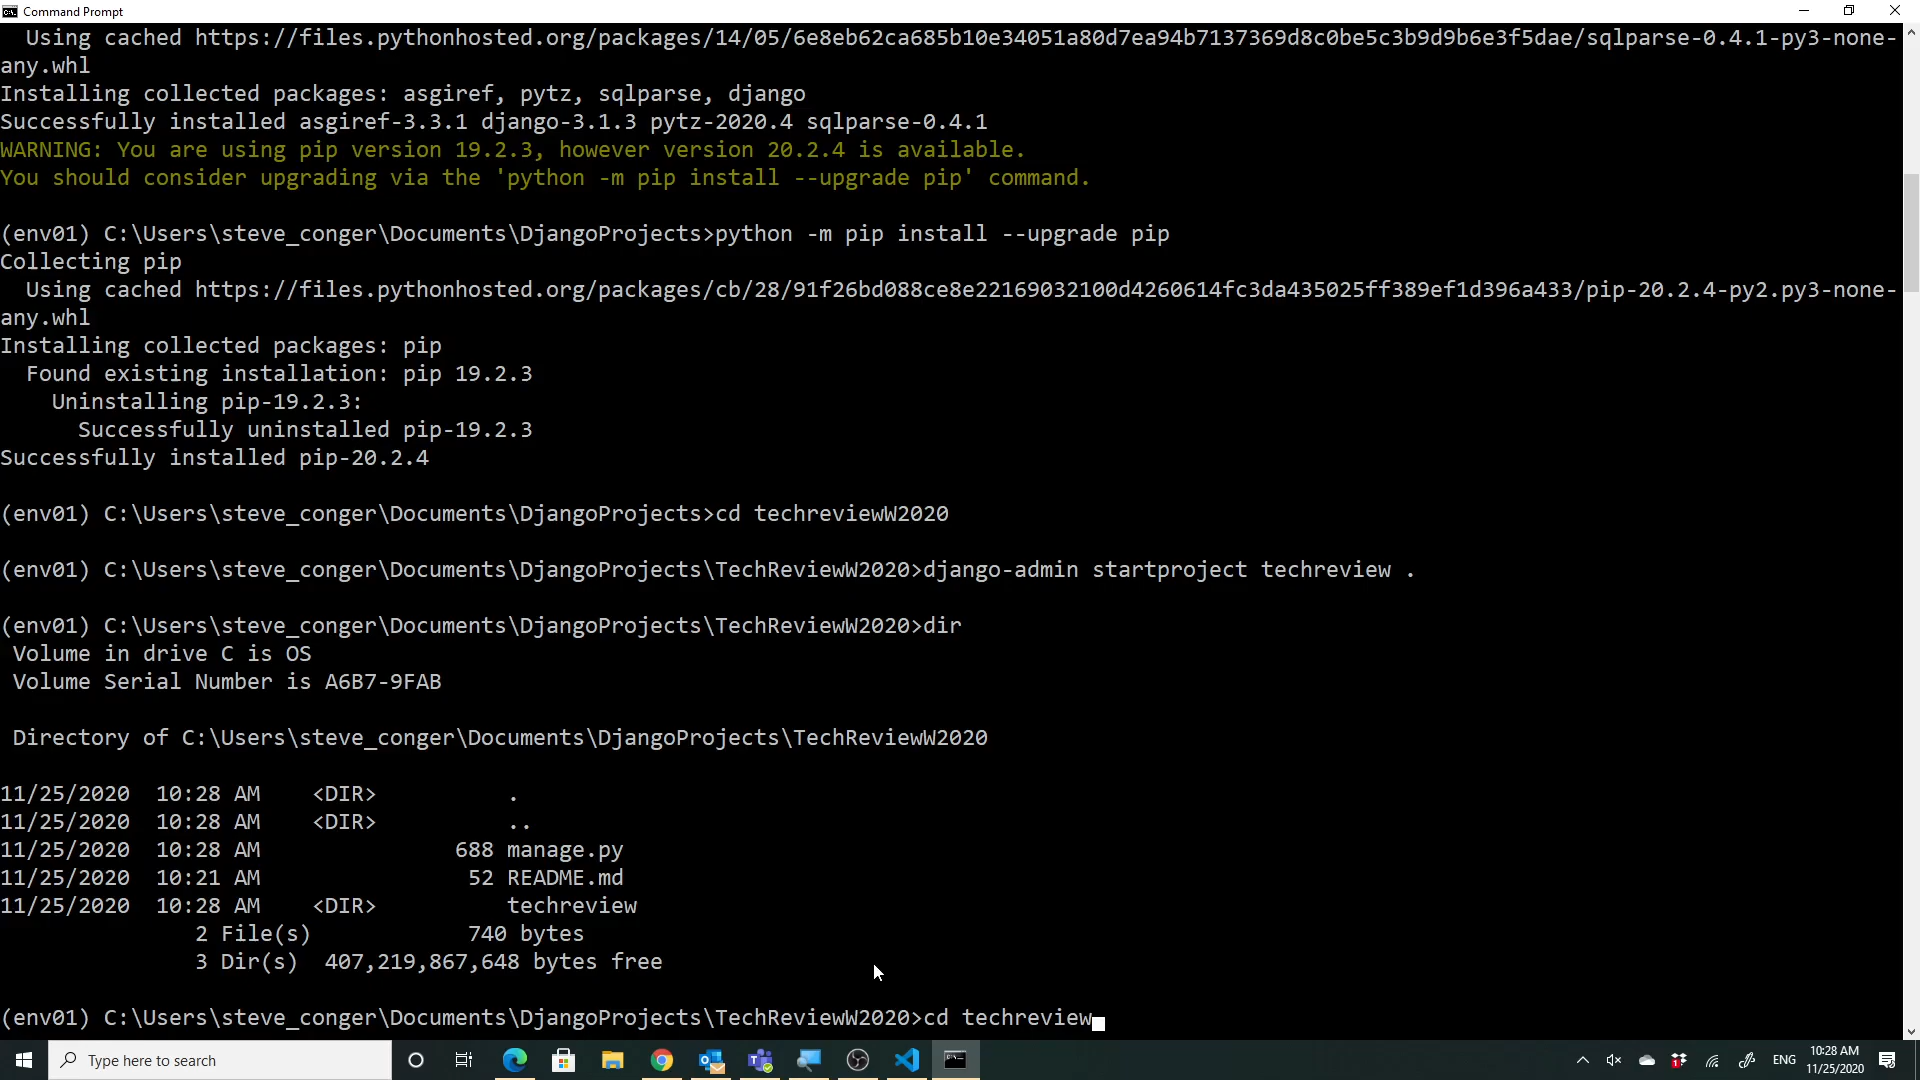 Command Prompt
Using cached https://files.pythonhosted.org/packages/14/05/6e8eb62ca685b10e34051a80d7ea94b7137369d8c0be5c3b9d9b6e3f5dae/sqlparse-0.4.1-py3-none-
any.whl
Installing collected packages: asgiref, pytz, sqlparse, django
Successfully installed asgiref-3.3.1 django-3.1.3 pytz-2020.4 sqlparse-0.4.1
WARNING: You are using pip version 19.2.3, however version 20.2.4 is available.
You should consider upgrading via the 'python -m pip install --upgrade pip' command.
(env01) C:\Users\steve_conger\Documents\DjangoProjects>python -m pip install --upgrade pip
Collecting pip
Using cached https://files.pythonhosted.org/packages/cb/28/91f26bd088ce8e22169032100d4260614fc3da435025ff389ef1d396a433/pip-20.2.4-py2.py3-none-
any.whl
Installing collected packages: pip
Found existing installation: pip 19.2.3
Uninstalling pip-19.2.3:
Successfully uninstalled pip-19.2.3
Successfully installed pip-20.2.4
(env01) C:\Users\steve_conger\Documents\DjangoProjects>cd techreviewW2020
(env01) C:\Users\steve_conger\Documents\DjangoProjects\TechReviewW2020>django-admin startproject techreview .
(env01) C:\Users\steve_conger\Documents\DjangoProjects\TechReviewW2020>dir
Volume in drive C is OS
Volume Serial Number is A6B7-9FAB
Directory of C:\Users\steve_conger\Documents\DjangoProjects\TechReviewW2020
11/25/2020  10:28 AM    <DIR>          .
11/25/2020  10:28 AM    <DIR>          ..
11/25/2020  10:28 AM               688 manage.py
11/25/2020  10:21 AM                52 README.md
11/25/2020  10:28 AM    <DIR>          techreview
2 File(s)            740 bytes
3 Dir(s)  407,219,867,648 bytes free
(env01) C:\Users\steve_conger\Documents\DjangoProjects\TechReviewW2020>cd techreview
Type here to search
ENG
10:28 AM
11/25/2020